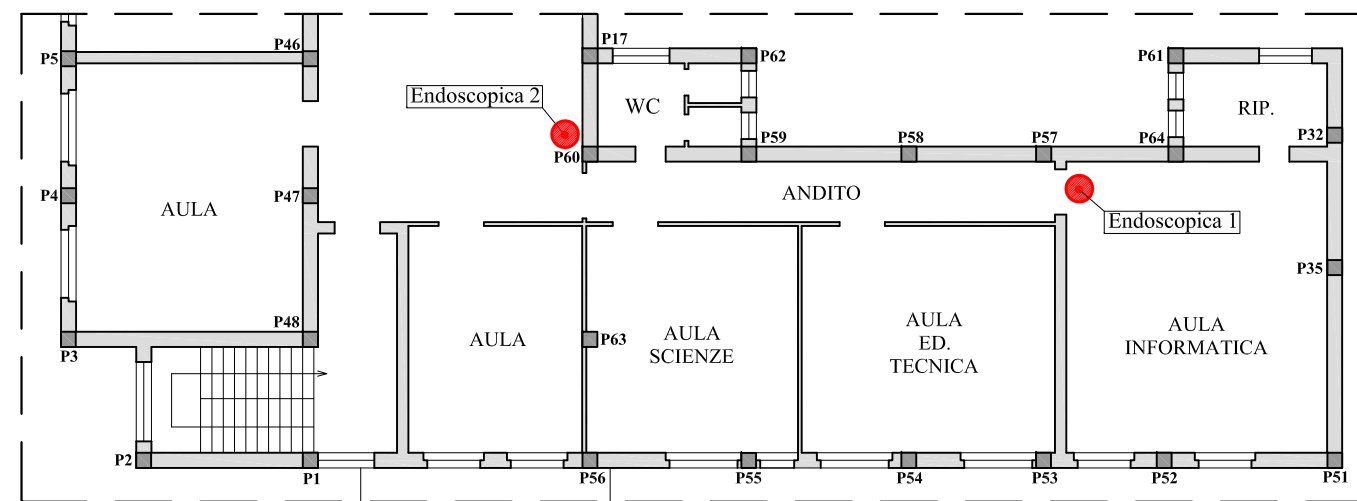 P46
P17
P5
P62
P61
Endoscopica 2
WC
RIP.
P59
P58
P57
P64
P32
P60
P4
P47
AULA
ANDITO
Endoscopica 1
P35
P48
P3
AULA
P63
AULA
SCIENZE
AULA
ED.
TECNICA
AULA
INFORMATICA
P2
P1
P56
P55
P54
P53
P52
P51